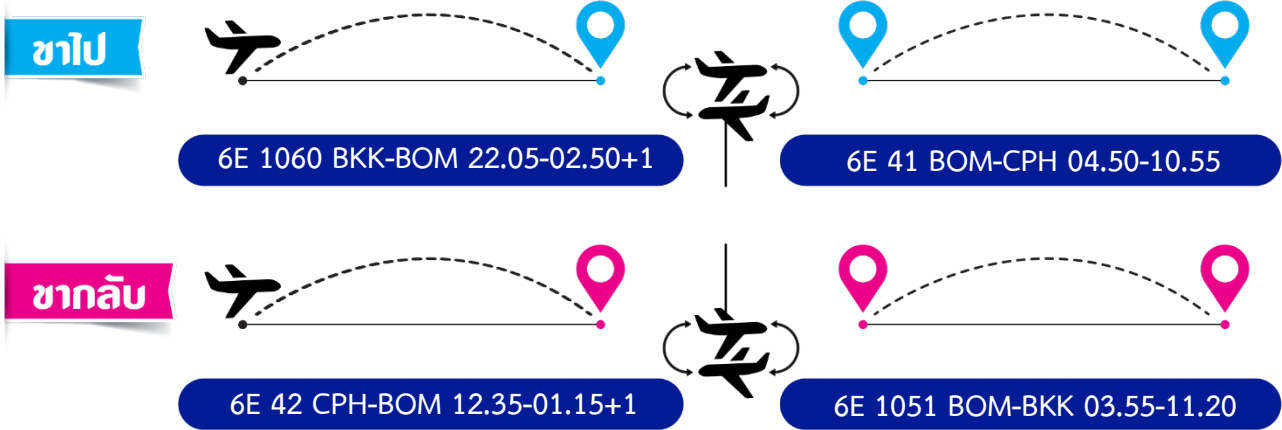 ขาไป
6E 1060 BKK-BOM 22.05-02.50+1
6E 41 BOM-CPH 04.50-10.55
ขากลับ
6E 42 CPH-BOM 12.35-01.15+1
6E 1051 BOM-BKK 03.55-11.20